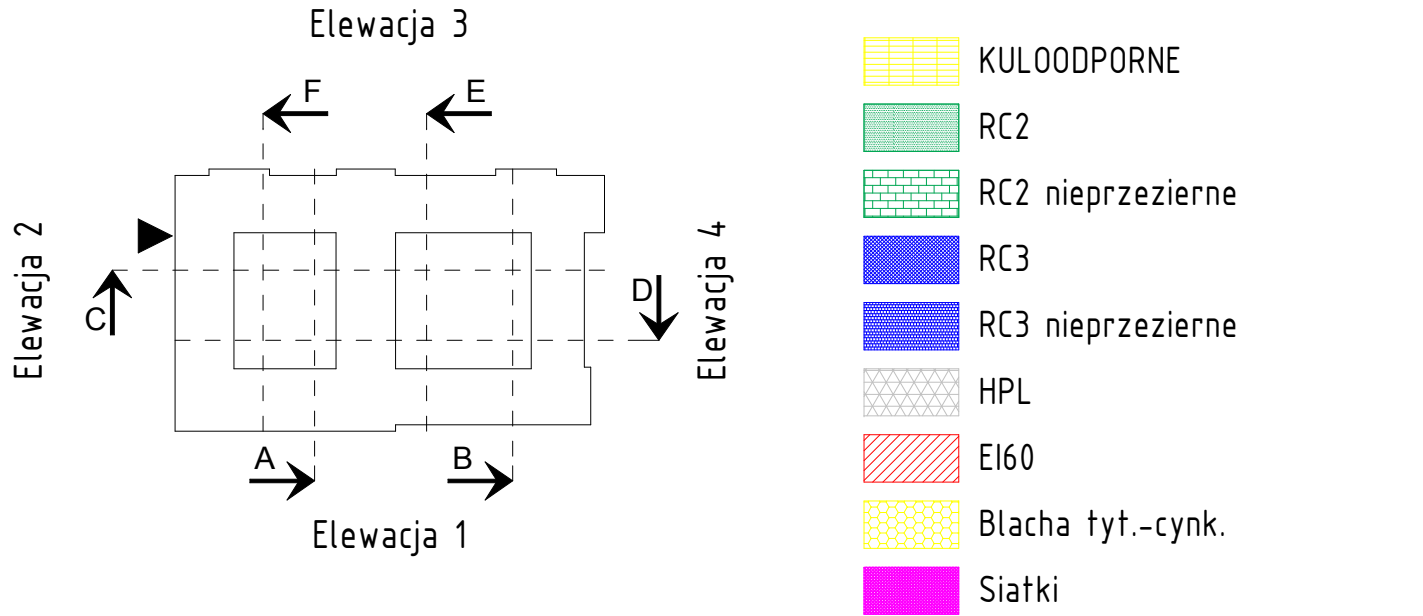 Elewacja 3
F
E
Elewacja 2
C
D
Elewacja 4
A
B
Elewacja 1
KULOODPORNE
RC2
RC2 nieprzezierne
RC3
RC3 nieprzezierne
HPL
EI60
Blacha tyt.-cynk.
Siatki